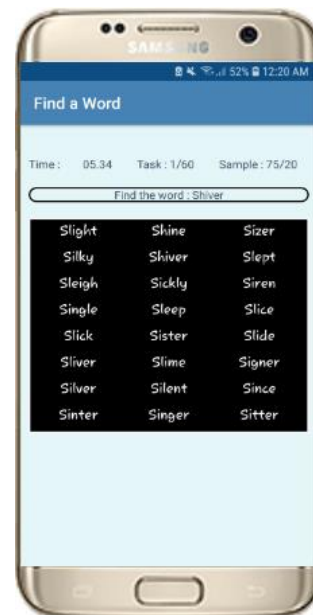 SAMSUNG
52% 12:20 AM
Find a Word
Time : 05.34 Task : 1/60 Sample : 75/20
Find the word : Shiver
Slight Shine Sizer
Silky Shiver Slept
Sleigh Sickly Siren
Single Sleep Slice
Slick Sister Slide
Sliver Slime Signer
Silver Silent Since
Sinter Singer Sitter